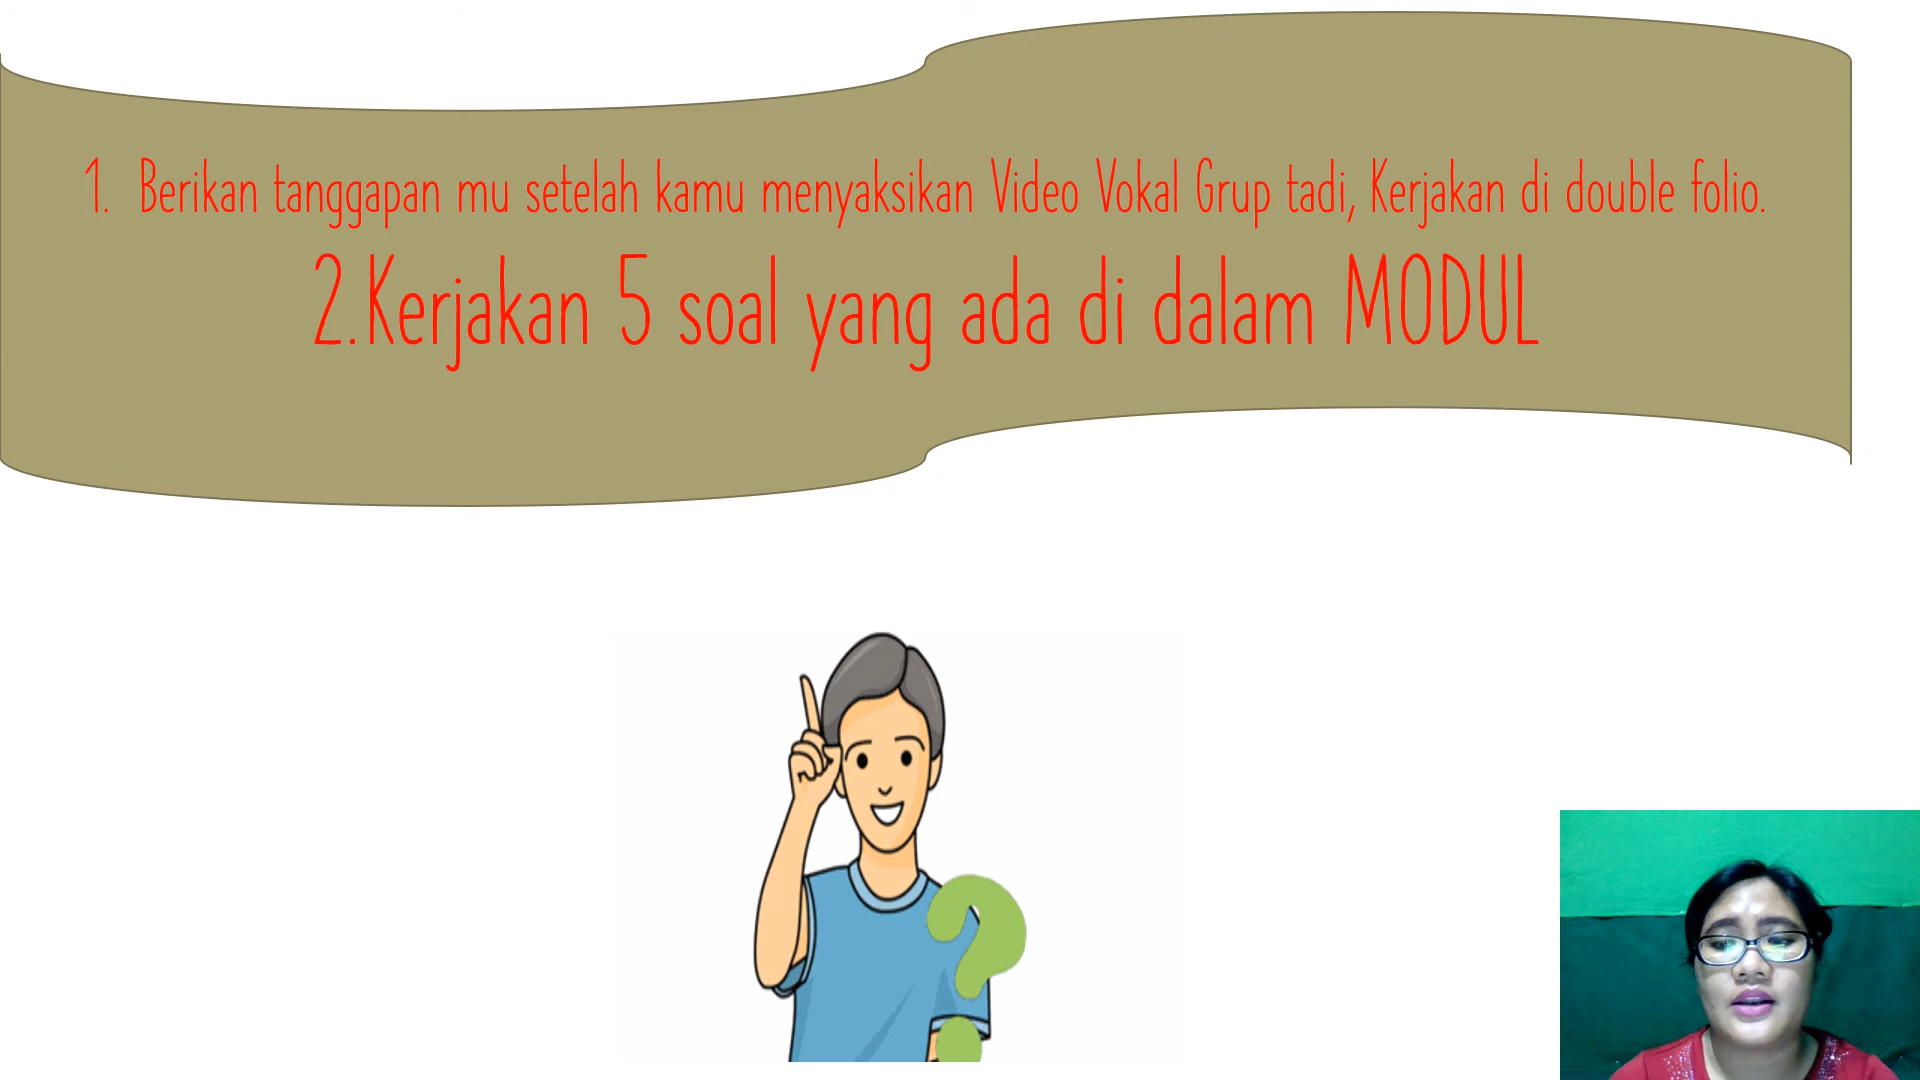 1. Berikan tanggapan mu setelah kamu menyaksikan Video Vokal Grup tadi, Kerjakan di double folio.
2.Kerjakan 5 soal yang ada di dalam MODUL